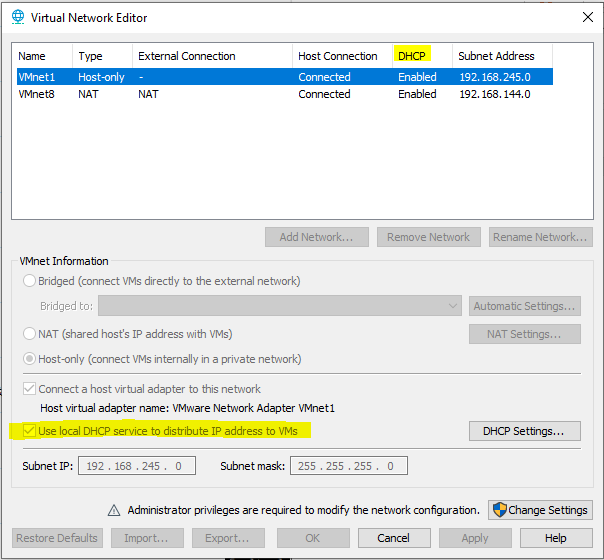 Virtual Network Editor
Name Type External Connection Host Connection DHCP Subnet Address
VMnet1 Host-only - Connected Enabled 192.168.245.0
VMnet8 NAT NAT Connected Enabled 192.168.144.0
Add Network... Remove Network Rename Network...
VMnet Information
Bridged (connect VMs directly to the external network)
Bridged to: Automatic Settings...
NAT (shared host's IP address with VMs) NAT Settings...
Host-only (connect VMs internally in a private network)
Connect a host virtual adapter to this network
Host virtual adapter name: VMware Network Adapter VMnet1
Use local DHCP service to distribute IP address to VMs DHCP Settings...
Subnet IP: 192 . 168 . 245 . 0 Subnet mask: 255 . 255 . 255 . 0
Administrator privileges are required to modify the network configuration. Change Settings
Restore Defaults Import... Export... OK Cancel Apply Help